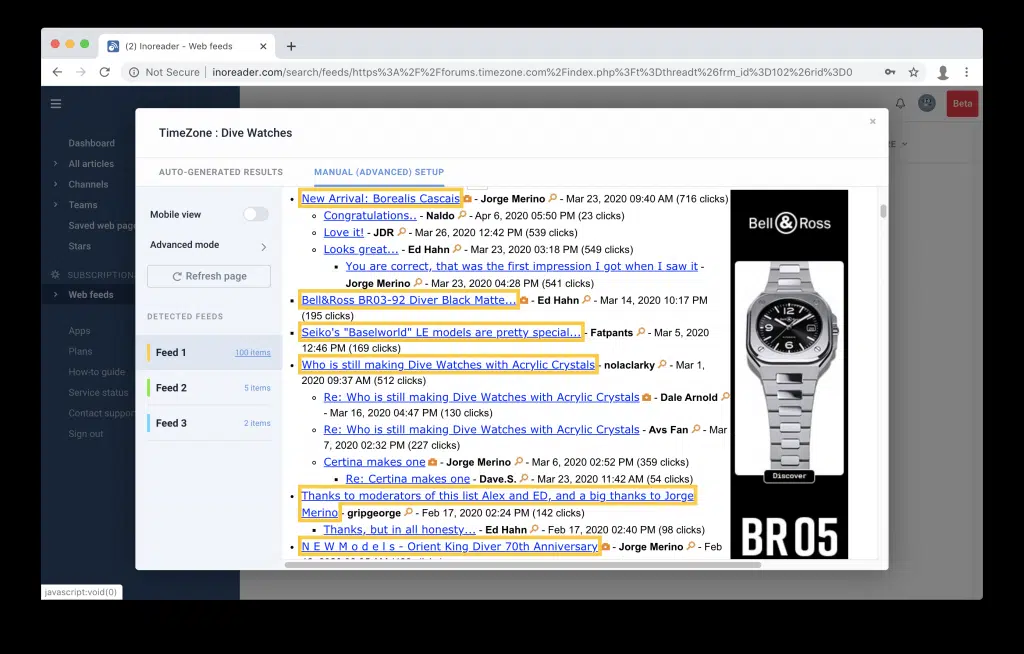 (2) Inoreader - Web feeds
Not Secure | inoreader.com/search/feeds/https%3A%2F%2Fforums.timezone.com%2Findex.php%3Ft%3Dthreadt%26frm_id%3D102%26rid%3D0
Beta
TimeZone : Dive Watches
AUTO-GENERATED RESULTS
MANUAL (ADVANCED) SETUP
Dashboard
All articles
Channels
Teams
Saved web page
Stars
SUBSCRIPTION
Web feeds
Apps
Plans
How-to guide
Service status
Contact support
Sign out
Mobile view
Advanced mode
Refresh page
DETECTED FEEDS
Feed 1 100 items
Feed 2 5 items
Feed 3 2 items
New Arrival: Borealis Cascais - Jorge Merino - Mar 23, 2020 09:40 AM (716 clicks)
Congratulations.. - Naldo - Apr 6, 2020 05:50 PM (23 clicks)
Love it! - JDR - Mar 26, 2020 12:42 PM (539 clicks)
Looks great... - Ed Hahn - Mar 23, 2020 03:18 PM (549 clicks)
You are correct, that was the first impression I got when I saw it -
Jorge Merino - Mar 23, 2020 04:28 PM (541 clicks)
Bell&Ross BR03-92 Diver Black Matte... - Ed Hahn - Mar 14, 2020 10:17 PM
(195 clicks)
Seiko's "Baselworld" LE models are pretty special... - Fatpants - Mar 5, 2020
12:46 PM (169 clicks)
Who is still making Dive Watches with Acrylic Crystals - nolaclarky - Mar 1,
2020 09:37 AM (512 clicks)
Re: Who is still making Dive Watches with Acrylic Crystals - Dale Arnold
- Mar 16, 2020 04:47 PM (130 clicks)
Re: Who is still making Dive Watches with Acrylic Crystals - Avs Fan - Mar
7, 2020 02:32 PM (227 clicks)
Certina makes one - Jorge Merino - Mar 6, 2020 02:52 PM (359 clicks)
Re: Certina makes one - Dave.S. - Mar 23, 2020 11:42 AM (54 clicks)
Thanks to moderators of this list Alex and ED, and a big thanks to Jorge
Merino - gripgeorge - Feb 17, 2020 02:24 PM (142 clicks)
Thanks, but in all honesty... - Ed Hahn - Feb 17, 2020 02:40 PM (98 clicks)
N E W M o d e l s - Orient King Diver 70th Anniversary - Jorge Merino - Feb
Bell & Ross
Discover
BR 05
javascript:void(0)